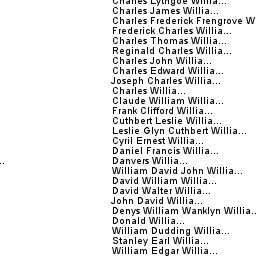 Charles Lythgoe Willia...
Charles James Willia...
Charles Frederick Frengrove W
Frederick Charles Willia...
Charles Thomas Willia...
Reginald Charles Willia...
Charles John Willia...
Charles Edward Willia...
Joseph Charles Willia...
Charles Willia...
Claude William Willia...
Frank Clifford Willia...
Cuthbert Leslie Willia...
Leslie Glyn Cuthbert Willia...
Cyril Ernest Willia...
Daniel Francis Willia...
.. Danvers Willia...
William David John Willia...
David William Willia...
David Walter Willia...
John David Willia...
Denys William Wanklyn Willia..
Donald Willia...
William Dudding Willia...
Stanley Earl Willia...
William Edgar Willia...